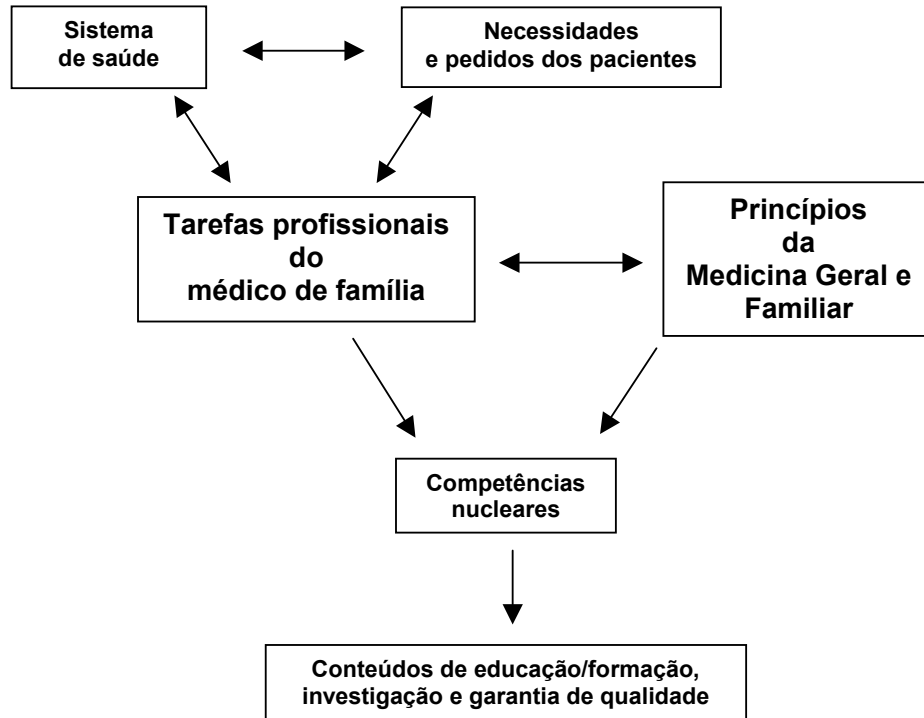 Sistema
de saúde
Necessidades
e pedidos dos pacientes
Tarefas profissionais
do
médico de família
Princípios
da
Medicina Geral e
Familiar
Competências
nucleares
Conteúdos de educação/formação,
investigação e garantia de qualidade